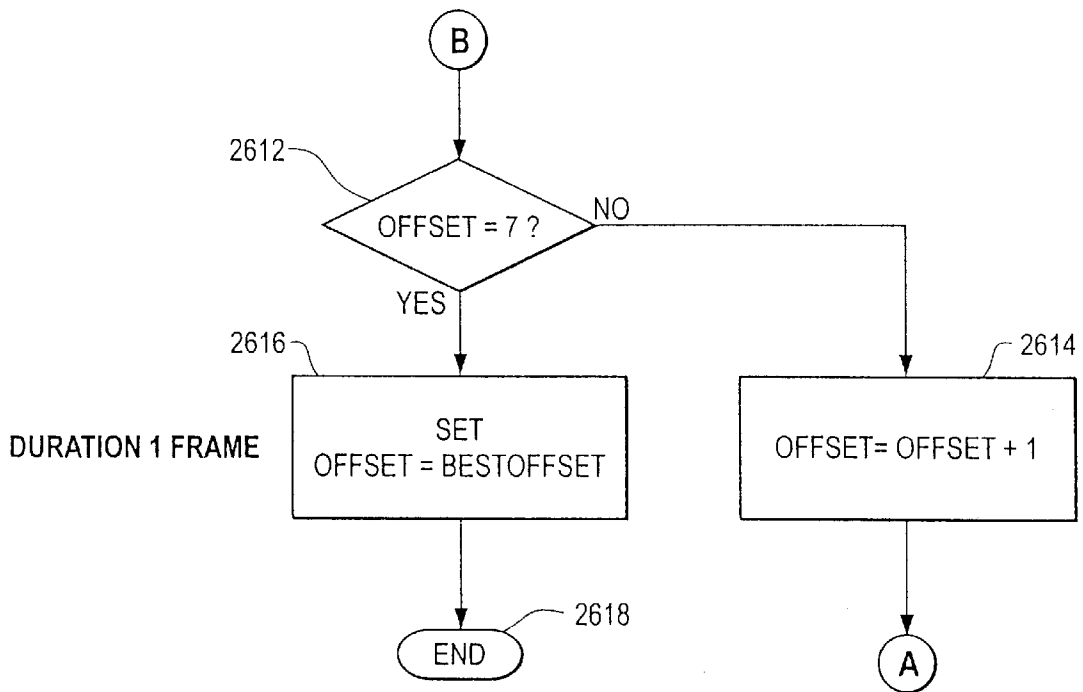 B
2612
OFFSET = 7 ?
NO
YES
2616
2614
DURATION 1 FRAME
SET
OFFSET = BESTOFFSET
OFFSET= OFFSET + 1
2618
END
A